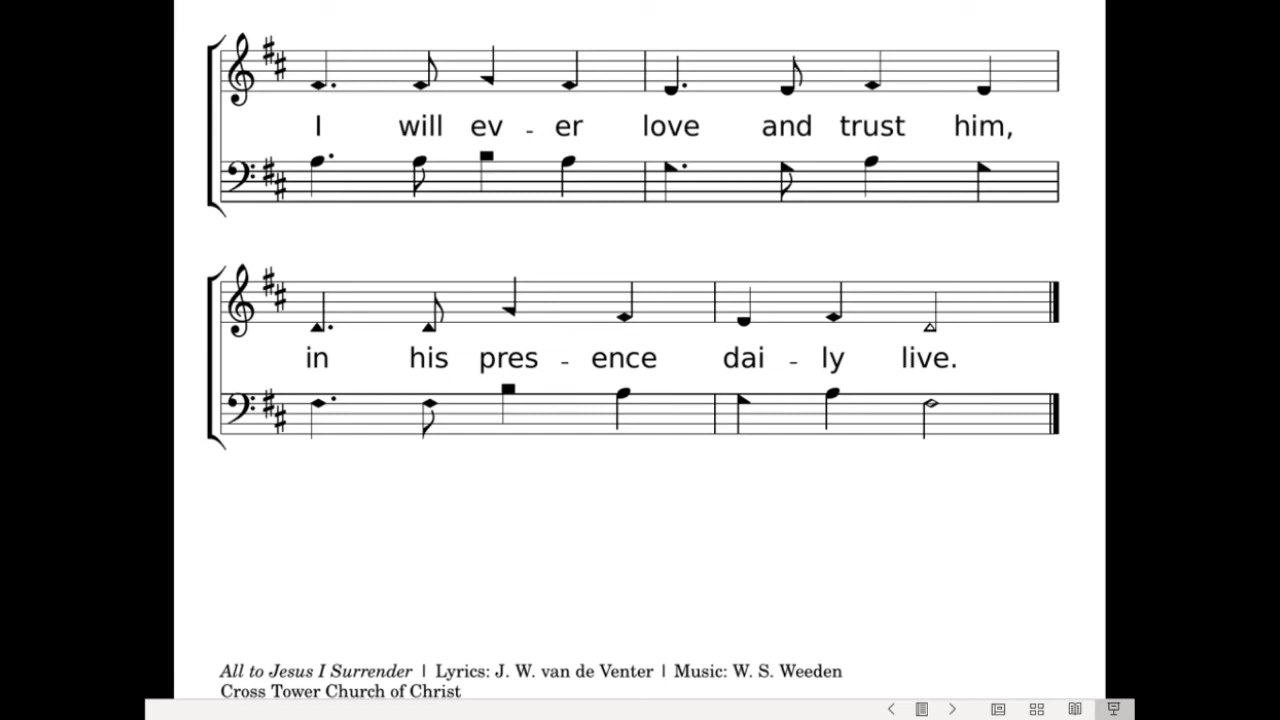 I will ev - er love and trust him,
in his pres - ence dai - ly live.
All to Jesus I Surrender | Lyrics: J. W. van de Venter | Music: W. S. Weeden
Cross Tower Church of Christ